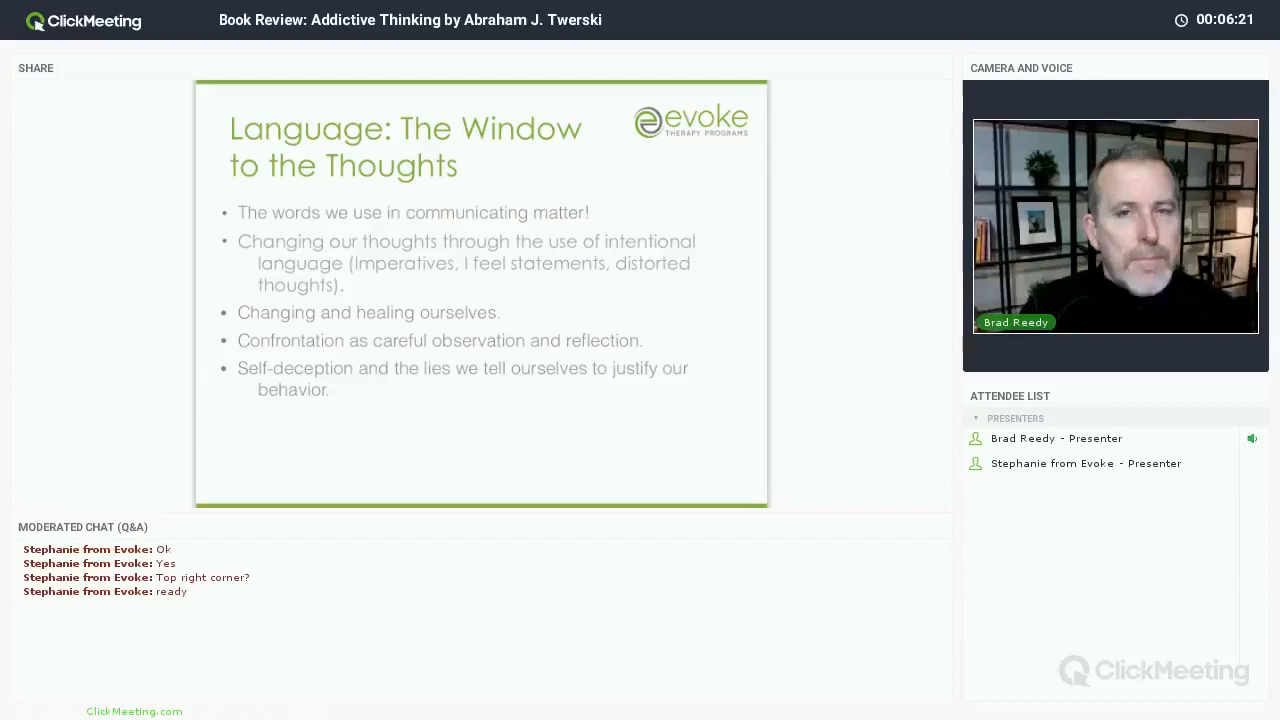 ClickMeeting
Book Review: Addictive Thinking by Abraham J. Twerski
00:06:21
SHARE
Language: The Window
to the Thoughts
evoke
THERAPY PROGRAMS
• The words we use in communicating matter!
• Changing our thoughts through the use of intentional
language (Imperatives, I feel statements, distorted
thoughts).
• Changing and healing ourselves.
• Confrontation as careful observation and reflection.
• Self-deception and the lies we tell ourselves to justify our
behavior.
CAMERA AND VOICE
Brad Reedy
ATTENDEE LIST
PRESENTERS
Brad Reedy - Presenter
Stephanie from Evoke - Presenter
MODERATED CHAT (Q&A)
Stephanie from Evoke: Ok
Stephanie from Evoke: Yes
Stephanie from Evoke: Top right corner?
Stephanie from Evoke: ready
ClickMeeting
ClickMeeting.com